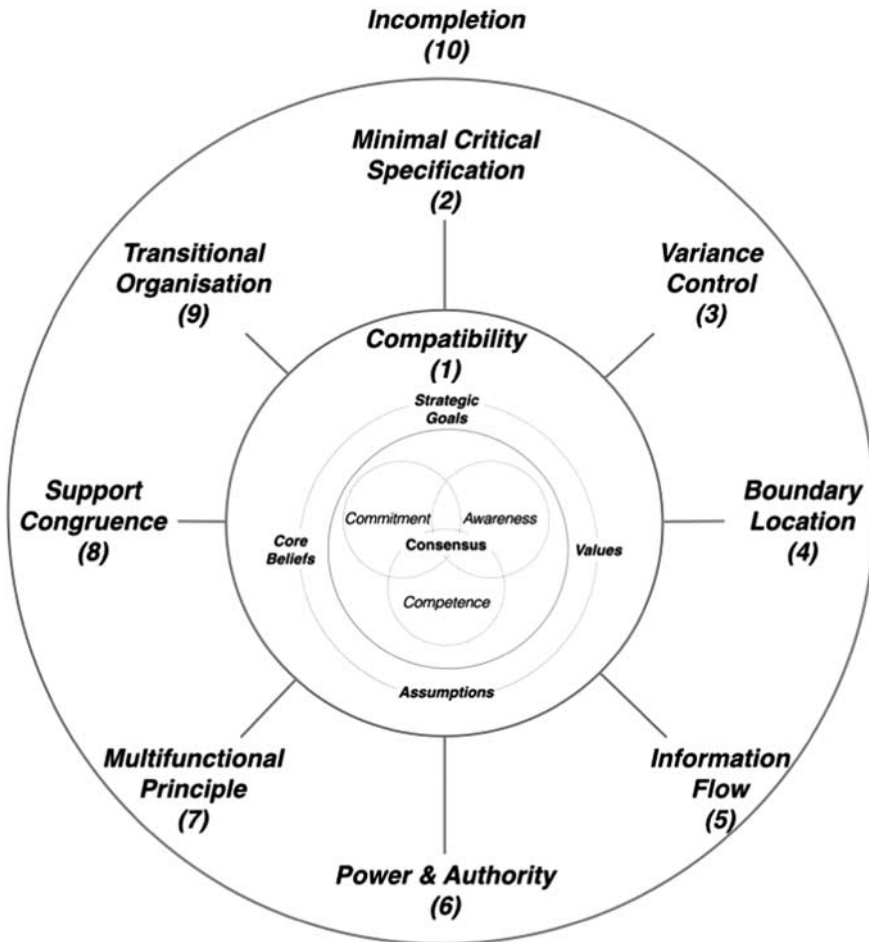 Incompletion
(10)
Minimal Critical
Specification
(2)
Transitional
Organisation
(9)
Variance
Control
(3)
Compatibility
(1)
Strategic
Goals
Support
Congruence
(8)
Core
Beliefs
Commitment
Awareness
Consensus
Competence
Values
Boundary
Location
(4)
Assumptions
Multifunctional
Principle
(7)
Information
Flow
(5)
Power & Authority
(6)